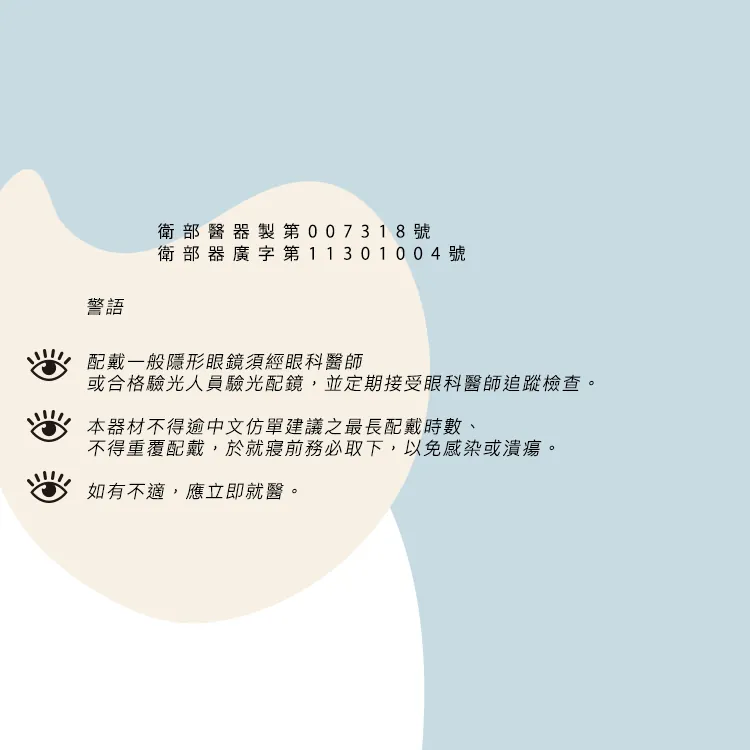 衛部醫器製第007318號
衛部器廣字第11301004號
警語
配戴一般隱形眼鏡須經眼科醫師
或合格驗光人員驗光配鏡，並定期接受眼科醫師追蹤檢查。
本器材不得逾中文仿單建議之最長配戴時數、
不得重覆配戴，於就寢前務必取下，以免感染或潰瘍。
如有不適，應立即就醫。